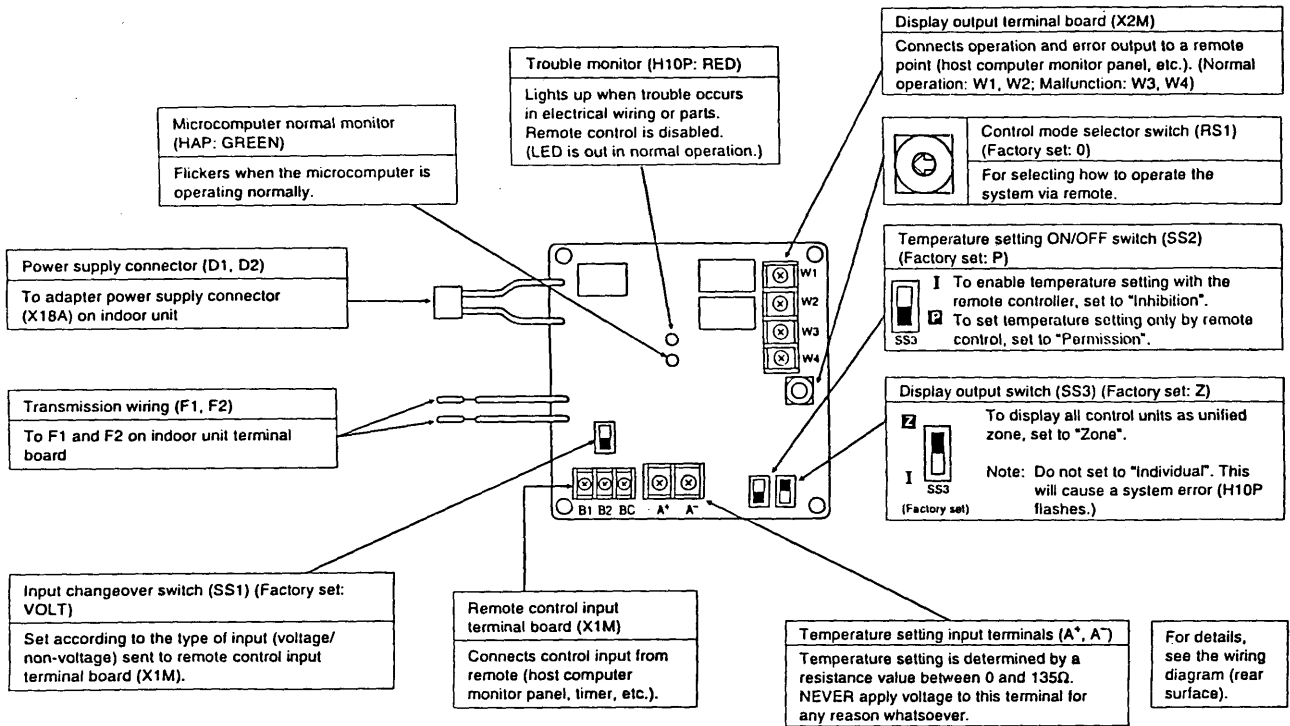 Display output terminal board (X2M)
Connects operation and error output to a remote
point (host computer monitor panel, etc.). (Normal
operation: W1, W2; Malfunction: W3, W4)
Trouble monitor (H10P: RED)
Lights up when trouble occurs
in electrical wiring or parts.
Remote control is disabled.
(LED is out in normal operation.)
Microcomputer normal monitor
(HAP: GREEN)
Flickers when the microcomputer is
operating normally.
Control mode selector switch (RS1)
(Factory set: 0)
For selecting how to operate the
system via remote.
Power supply connector (D1, D2)
To adapter power supply connector
(X18A) on indoor unit
Temperature setting ON/OFF switch (SS2)
(Factory set: P)
I To enable temperature setting with the
remote controller, set to "Inhibition".
P To set temperature setting only by remote
control, set to "Permission".
SS3
W1
W2
W3
W4
Transmission wiring (F1, F2)
To F1 and F2 on indoor unit terminal
board
Display output switch (SS3) (Factory set: Z)
Z
To display all control units as unified
zone, set to "Zone".
I
SS3
(Factory set)
Note: Do not set to "Individual". This
will cause a system error (H10P
flashes.)
B1 B2 BC A+ A−
Input changeover switch (SS1) (Factory set:
VOLT)
Set according to the type of input (voltage/
non-voltage) sent to remote control input
terminal board (X1M).
Remote control input
terminal board (X1M)
Connects control input from
remote (host computer
monitor panel, timer, etc.).
Temperature setting input terminals (A+, A−)
Temperature setting is determined by a
resistance value between 0 and 135Ω.
NEVER apply voltage to this terminal for
any reason whatsoever.
For details,
see the wiring
diagram (rear
surface).